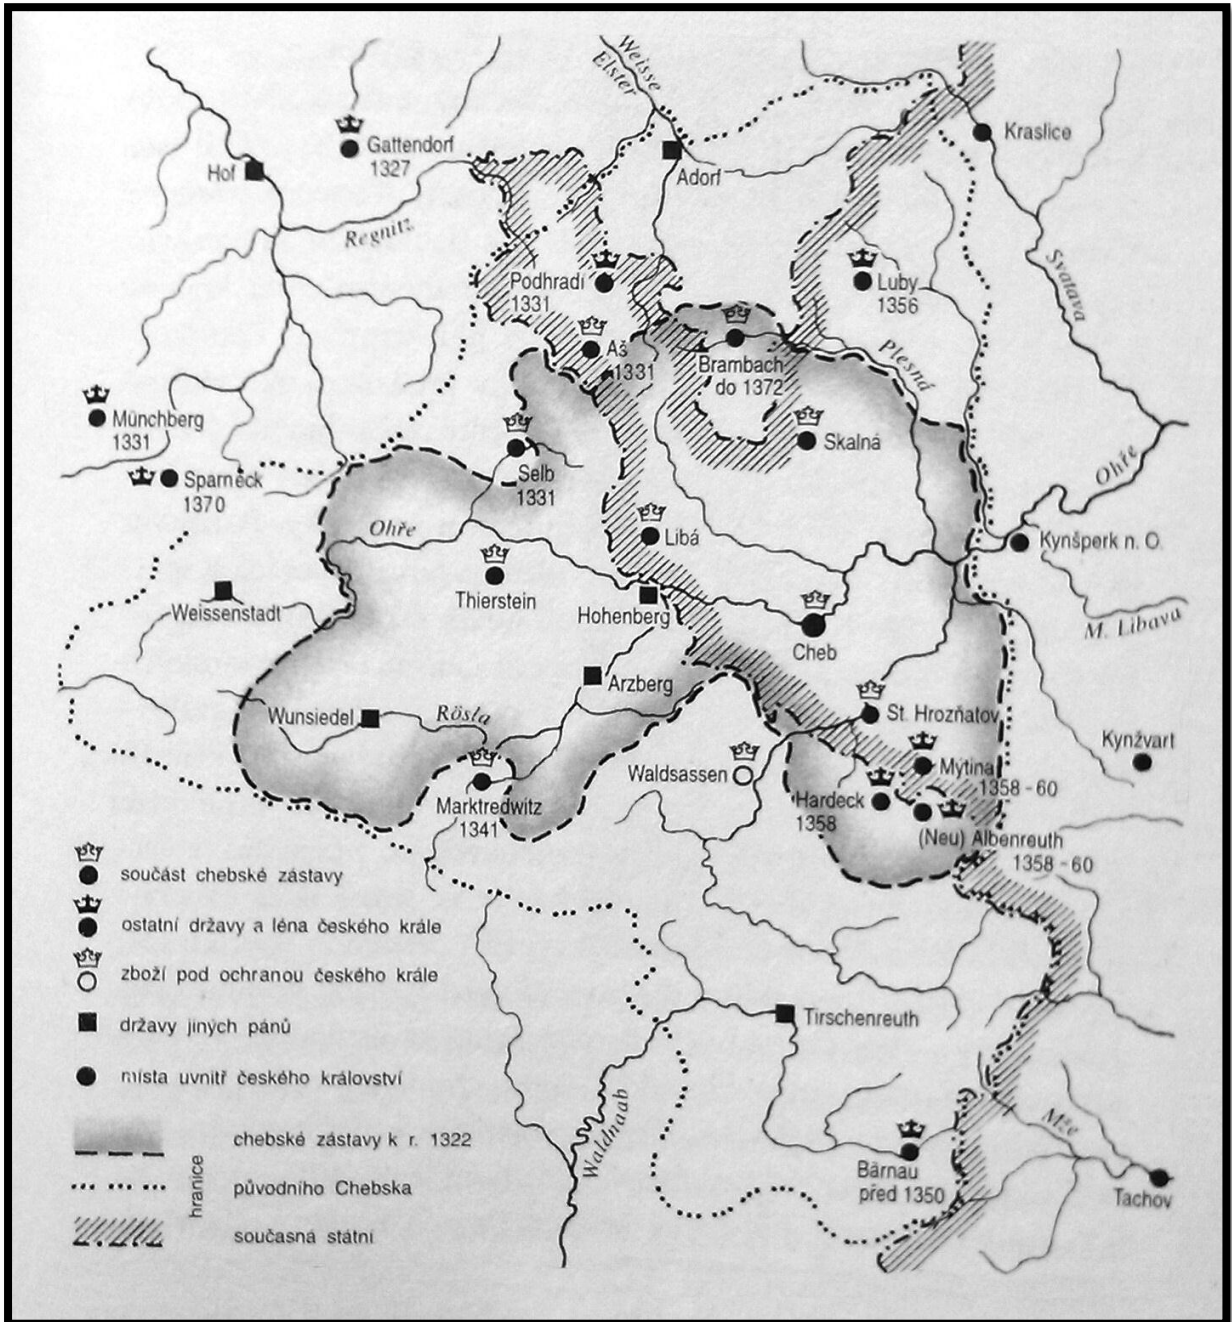 Weisse
Elster
Kraslice
Gattendorf
1327
Hof
Adorf
Regnitz
Svatava
Podhradí
1331
Luby
1356
Aš
1331
Brambach
do 1372
Plesná
Münchberg
1331
Skalná
Sparneck
1370
Selb
1331
Ohře
Ohře
Libá
Kynšperk n. O.
Thierstein
Weissenstadt
Hohenberg
M. Libava
Cheb
Arzberg
Wunsiedel
Rösla
St. Hrozňatov
Kynžvart
Waldsassen
Mýtina
1358-60
Marktredwitz
1341
Hardeck
1358
(Neu) Albenreuth
1358-60
součást chebské zástavy
ostatní državy a léna českého krále
zboží pod ochranou českého krále
državy jiných pánů
místa uvnitř českého království
Tirschenreuth
Waldnaab
Mže
Bärnau
před 1350
Tachov
hranice
chebské zástavy k r. 1322
původního Chebska
současná státní